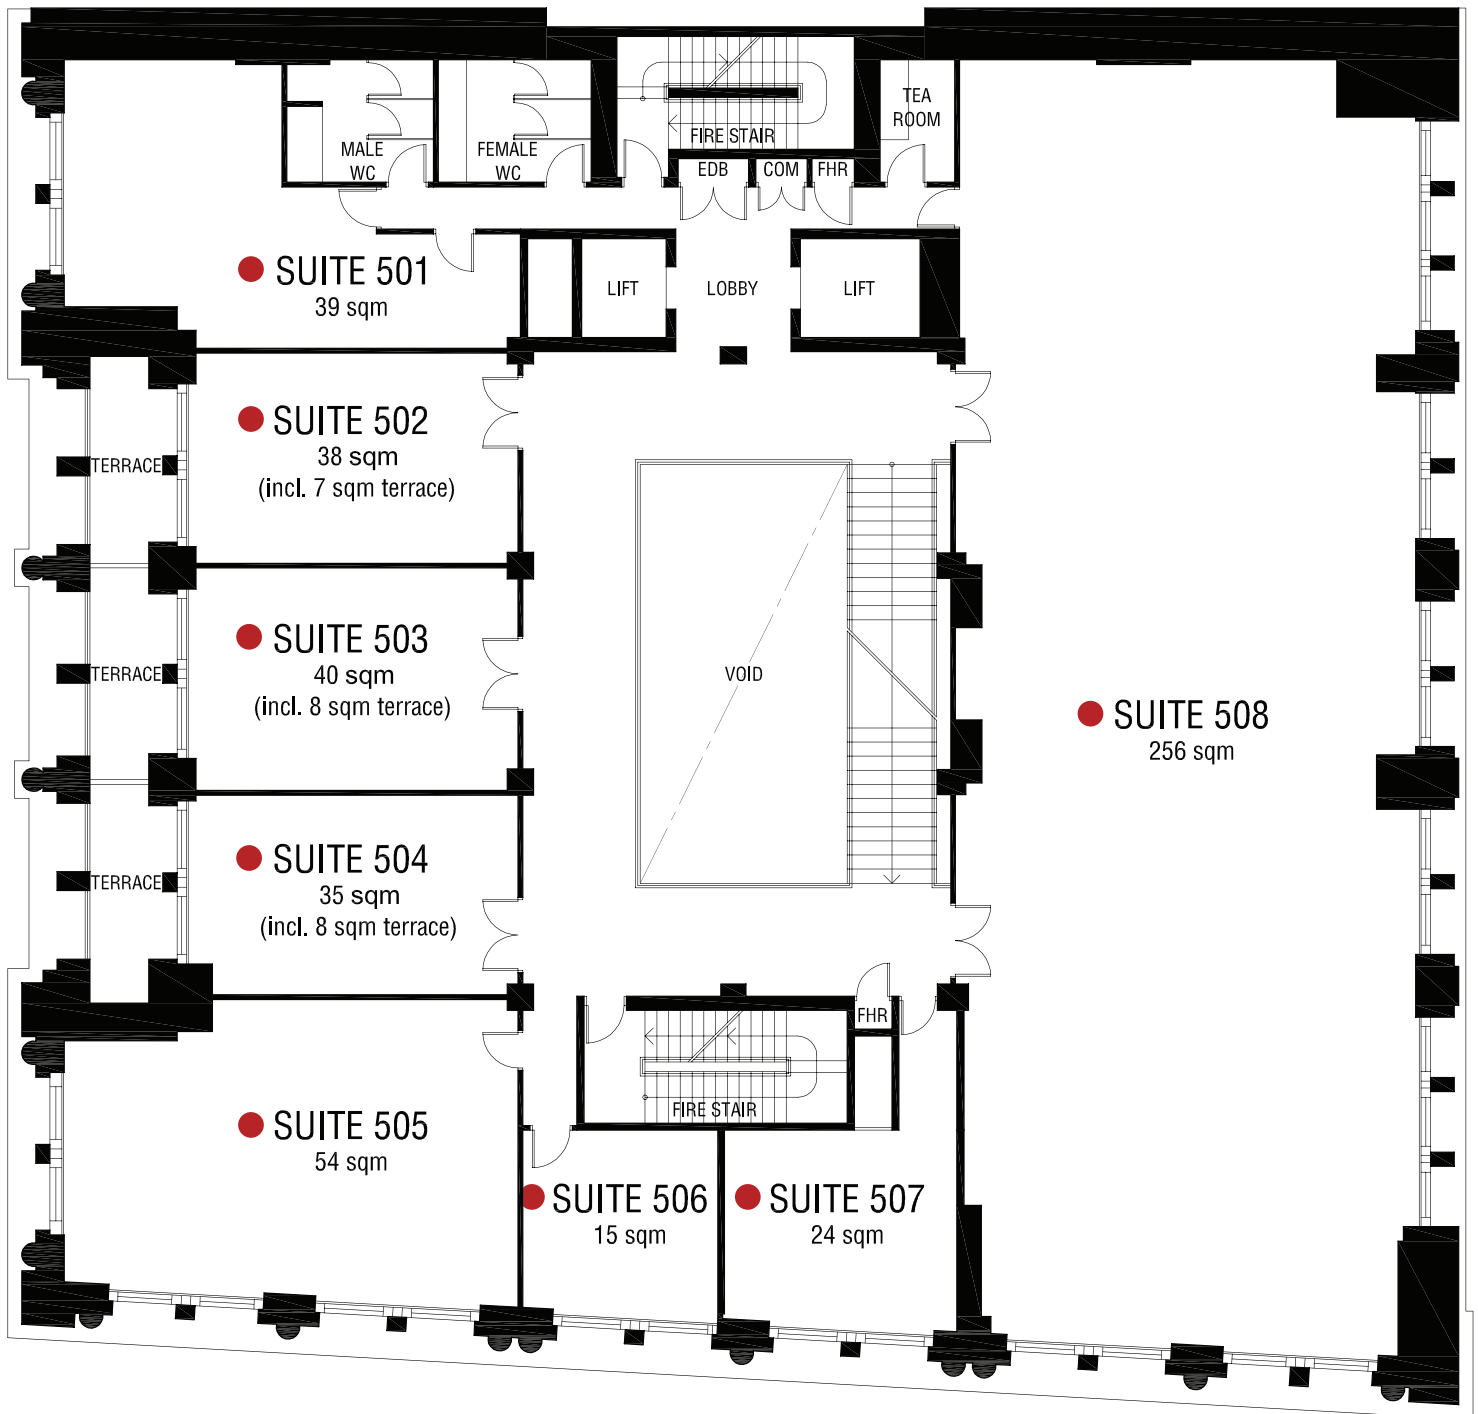 TEA
ROOM
FIRE STAIR
MALE
WC
FEMALE
WC
EDB
COM
FHR
SUITE 501
39 sqm
LIFT
LOBBY
LIFT
SUITE 502
38 sqm
(incl. 7 sqm terrace)
TERRACE
SUITE 503
40 sqm
(incl. 8 sqm terrace)
TERRACE
VOID
SUITE 508
256 sqm
SUITE 504
35 sqm
(incl. 8 sqm terrace)
TERRACE
FHR
FIRE STAIR
SUITE 505
54 sqm
SUITE 506
15 sqm
SUITE 507
24 sqm